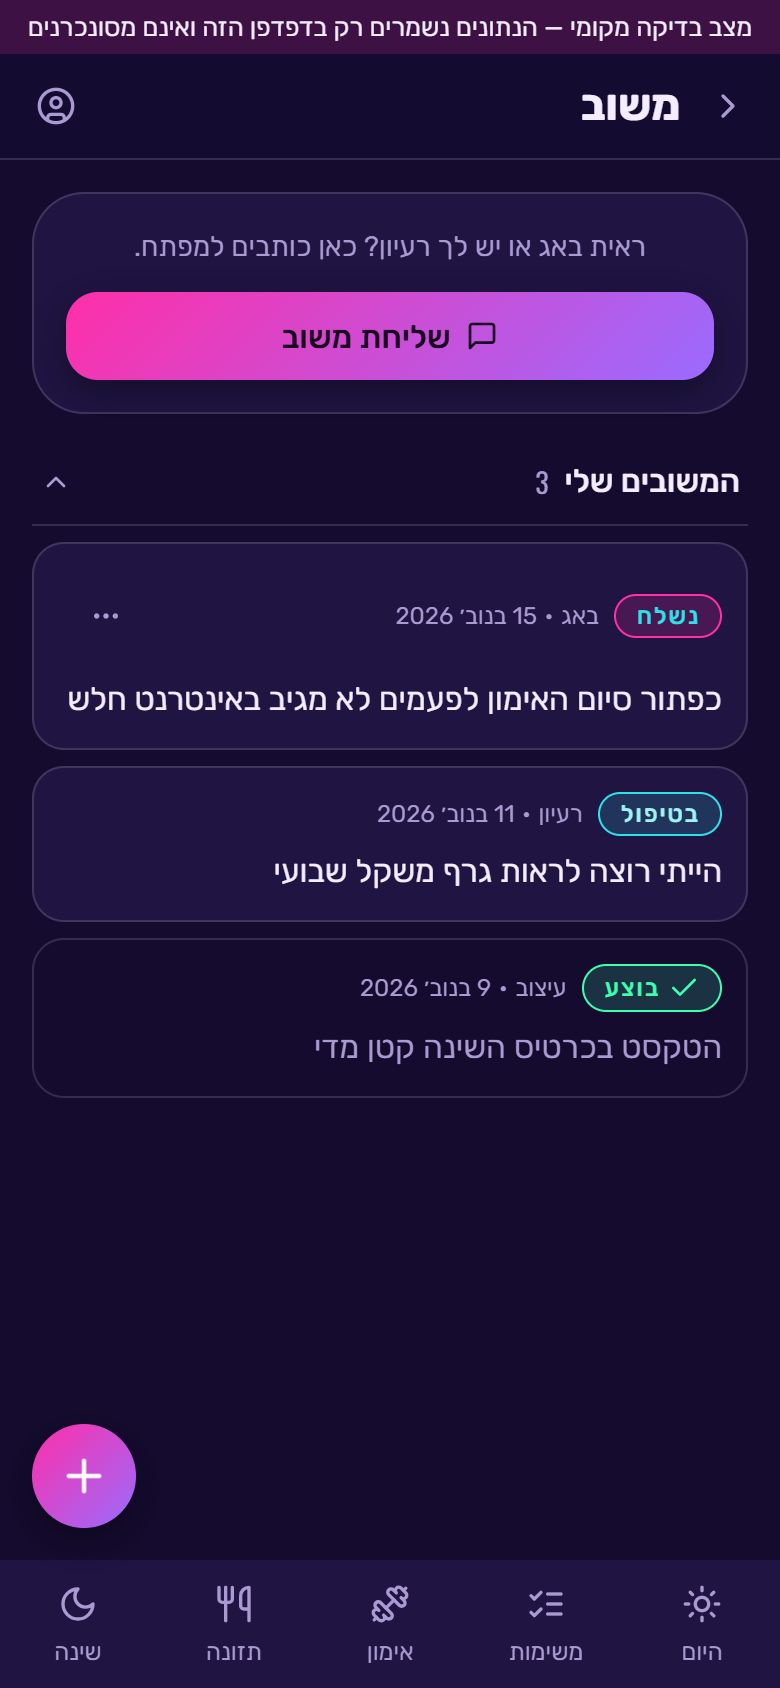 מצב בדיקה מקומי – הנתונים נשמרים רק בדפדפן הזה ואינם מסונכרנים
משוב
ראית באג או יש לך רעיון? כאן כותבים למפתח.
שליחת משוב
המשובים שלי 3
נשלח באג • 15 בנוב׳ 2026
כפתור סיום האימון לפעמים לא מגיב באינטרנט חלש
בטיפול רעיון • 11 בנוב׳ 2026
הייתי רוצה לראות גרף משקל שבועי
בוצע עיצוב • 9 בנוב׳ 2026
הטקסט בכרטיס השינה קטן מדי
היום משימות אימון תזונה שינה